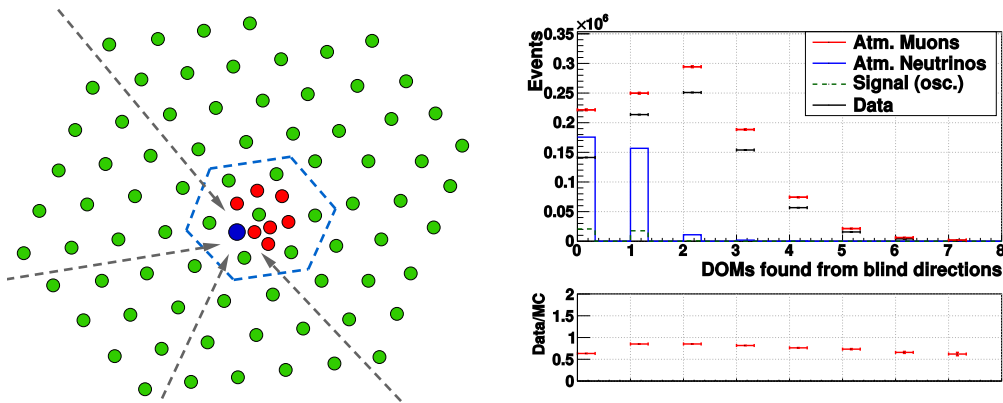 ×10⁶
0.35
0.3
0.25
0.2
0.15
0.1
0.05
0
Events
Atm. Muons
Atm. Neutrinos
Signal (osc.)
Data
0 1 2 3 4 5 6 7 8
DOMs found from blind directions
2
1.5
1
0.5
0
Data/MC